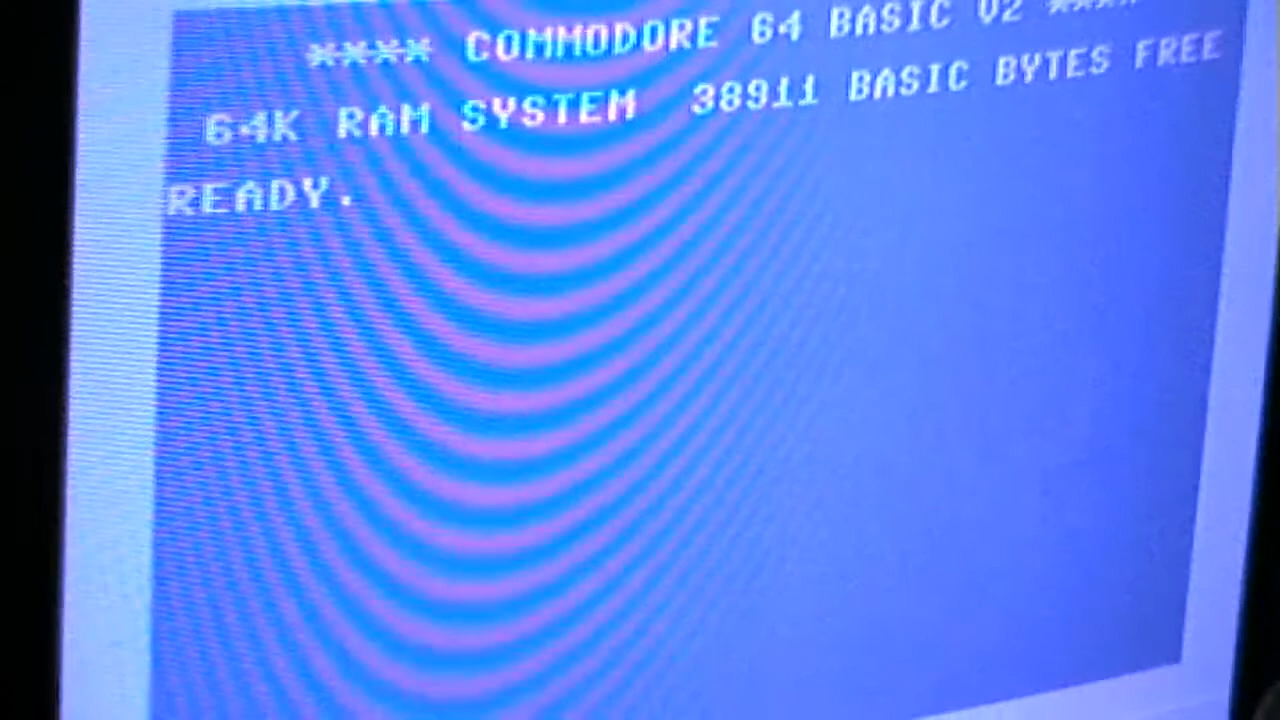 **** COMMODORE 64 BASIC V2 ****
64K RAM SYSTEM 38911 BASIC BYTES FREE
READY.